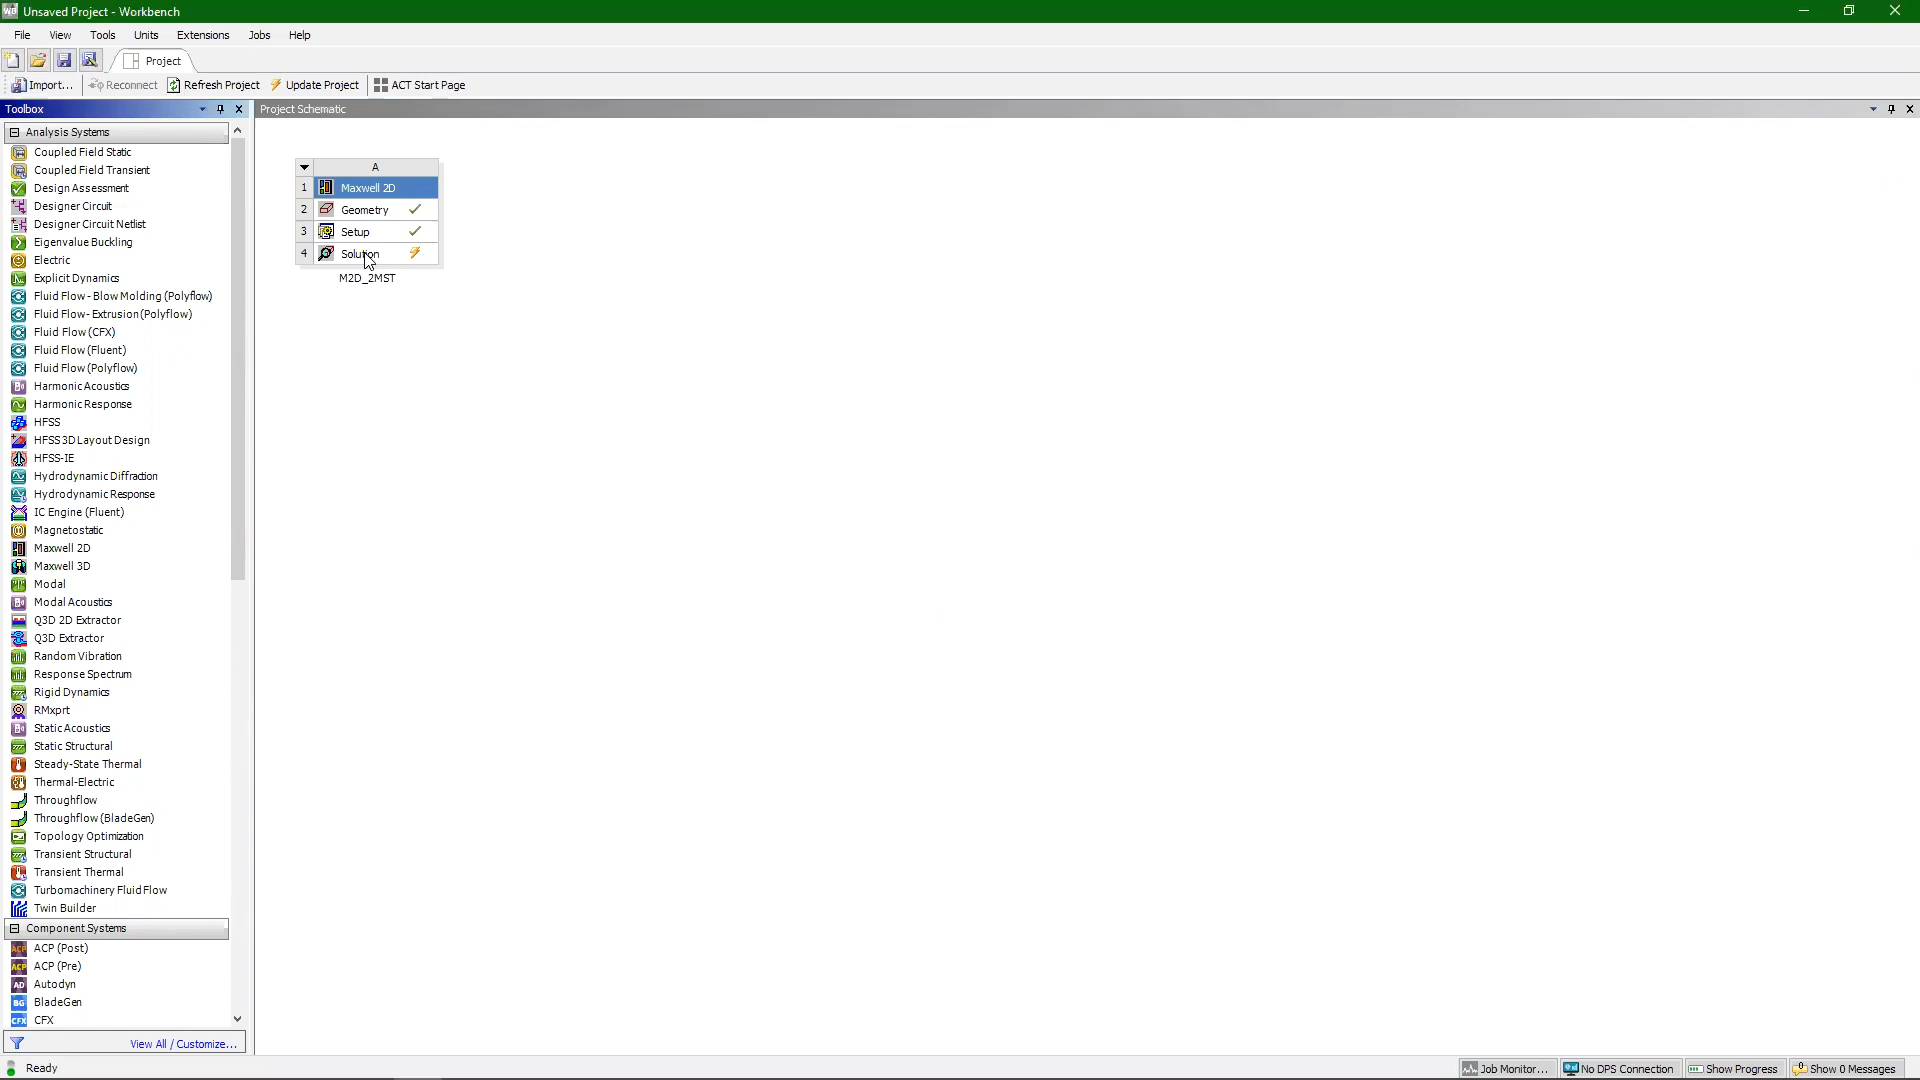 Unsaved Project - Workbench
File View Tools Units Extensions Jobs Help
Project
Import... Reconnect Refresh Project Update Project ACT Start Page
Toolbox
Project Schematic
Analysis Systems
Coupled Field Static
Coupled Field Transient
Design Assessment
Designer Circuit
Designer Circuit Netlist
Eigenvalue Buckling
Electric
Explicit Dynamics
Fluid Flow - Blow Molding (Polyflow)
Fluid Flow- Extrusion (Polyflow)
Fluid Flow (CFX)
Fluid Flow (Fluent)
Fluid Flow (Polyflow)
Harmonic Acoustics
Harmonic Response
HFSS
HFSS 3D Layout Design
HFSS-IE
Hydrodynamic Diffraction
Hydrodynamic Response
IC Engine (Fluent)
Magnetostatic
Maxwell 2D
Maxwell 3D
Modal
Modal Acoustics
Q3D 2D Extractor
Q3D Extractor
Random Vibration
Response Spectrum
Rigid Dynamics
RMxprt
Static Acoustics
Static Structural
Steady-State Thermal
Thermal-Electric
Throughflow
Throughflow (BladeGen)
Topology Optimization
Transient Structural
Transient Thermal
Turbomachinery Fluid Flow
Twin Builder
Component Systems
ACP (Post)
ACP (Pre)
Autodyn
BladeGen
CFX
View All / Customize...
A
1 Maxwell 2D
2 Geometry
3 Setup
4 Solution
M2D_2MST
Ready
Job Monitor... No DPS Connection Show Progress Show 0 Messages